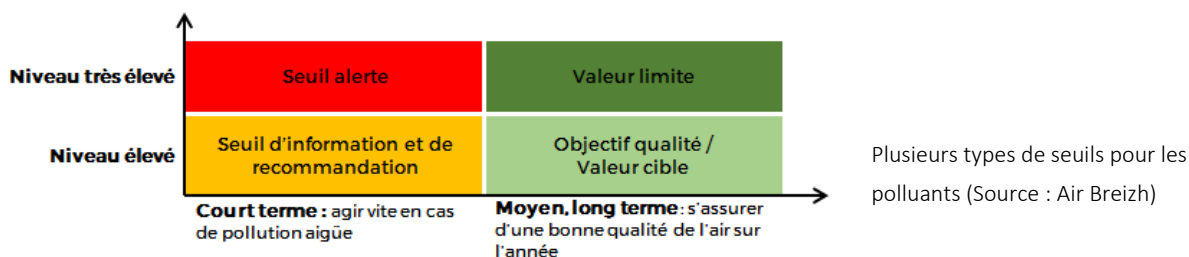 Niveau très élevé
Seuil alerte
Valeur limite
Niveau élevé
Seuil d'information et de
recommandation
Objectif qualité /
Valeur cible
Court terme : agir vite en cas
de pollution aigüe
Moyen, long terme : s'assurer
d'une bonne qualité de l'air sur
l'année
Plusieurs types de seuils pour les
polluants (Source : Air Breizh)